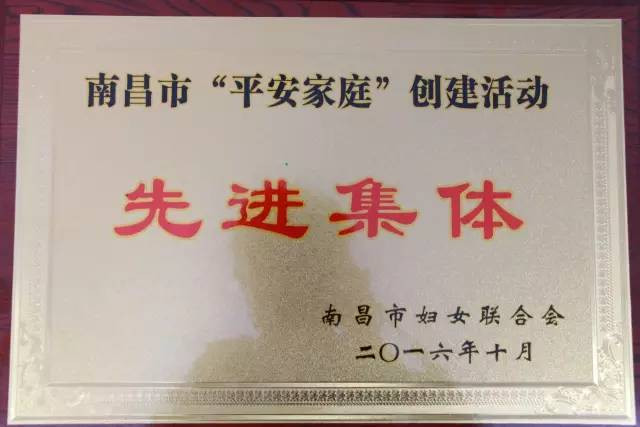 南昌市“平安家庭”创建活动
先进集体
南昌市妇女联合会
二〇一六年十月